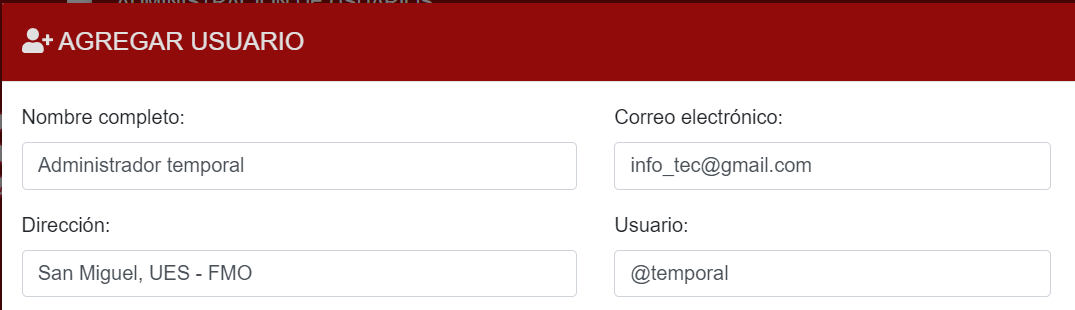 AGREGAR USUARIO
Nombre completo:
Correo electrónico:
Administrador temporal
info_tec@gmail.com
Dirección:
Usuario:
San Miguel, UES - FMO
@temporal